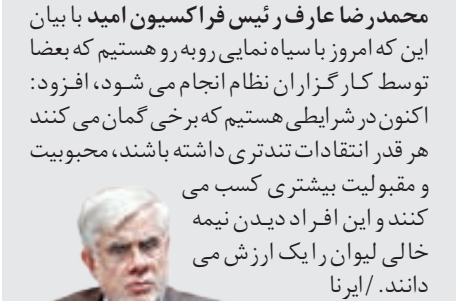 محمدرضا عارف رئیس فراکسیون امید با بیان
این که امروز با سیاه نمایی روبه رو هستیم که بعضا
توسط کارگزاران نظام انجام می شود، افزود:
اکنون در شرایطی هستیم که برخی گمان می کنند
هر قدر انتقادات تندتری داشته باشند، محبوبیت
و مقبولیت بیشتری کسب می
کنند و این افراد دیدن نیمه
خالی لیوان را یک ارزش می
دانند. /ایرنا